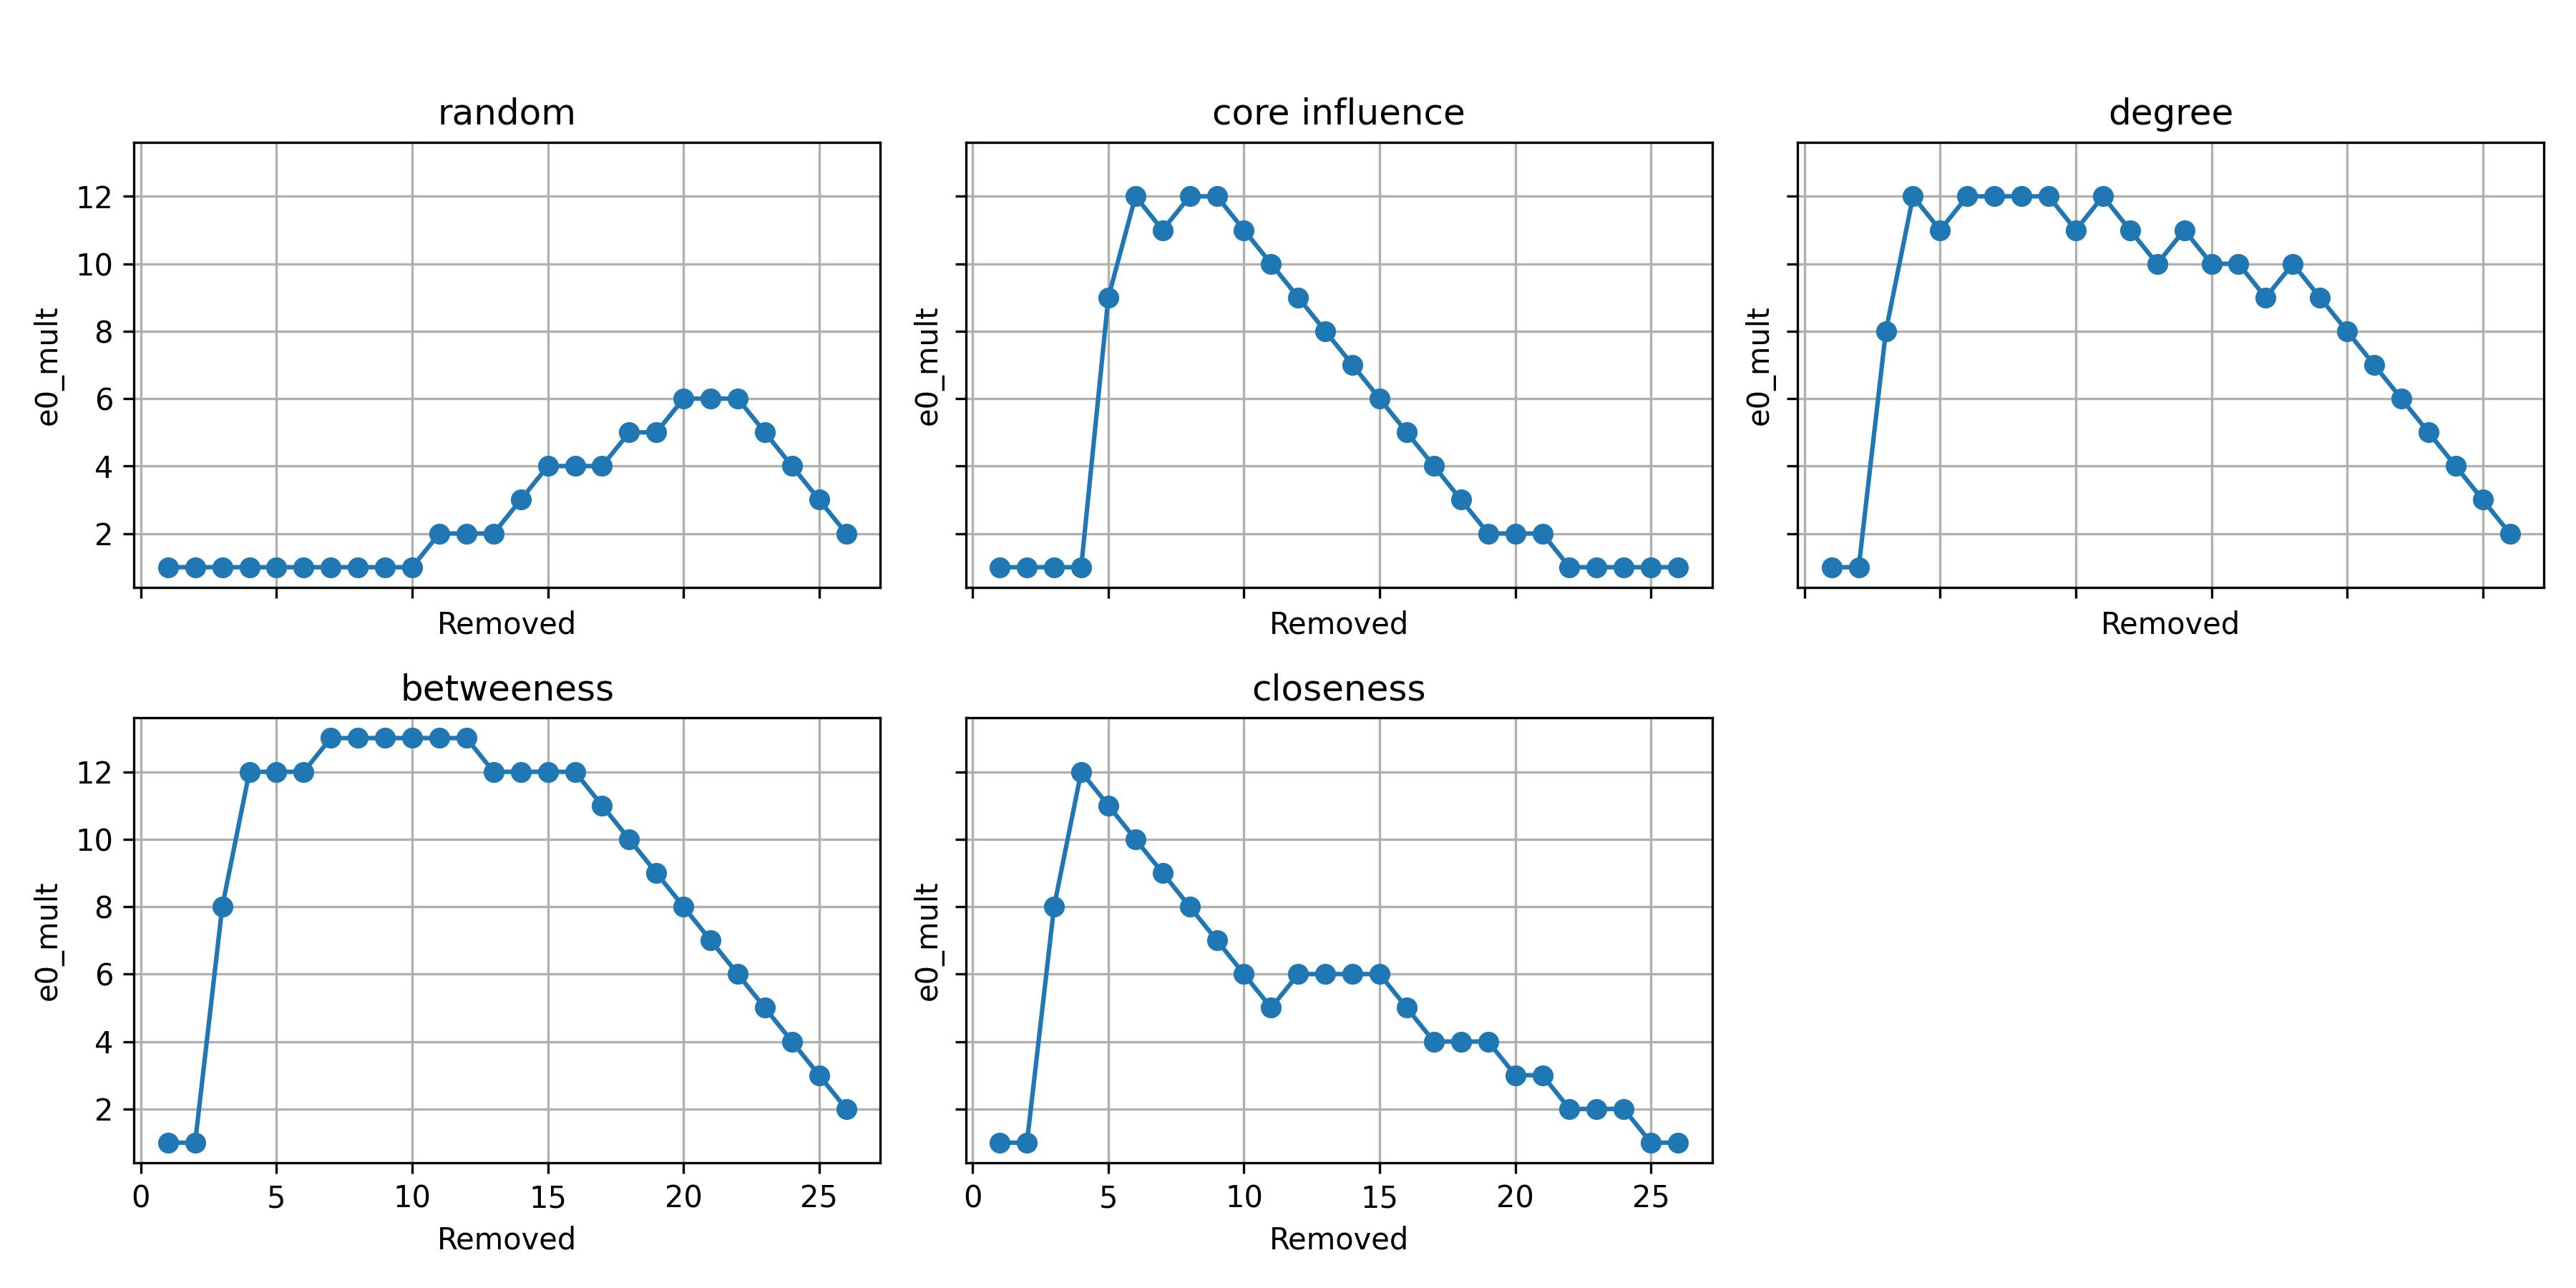 random
core influence
degree
12
10
8
6
4
2
e0_mult
e0_mult
e0_mult
Removed
Removed
Removed
betweeness
closeness
12
10
8
6
4
2
e0_mult
e0_mult
0 5 10 15 20 25
0 5 10 15 20 25
Removed
Removed